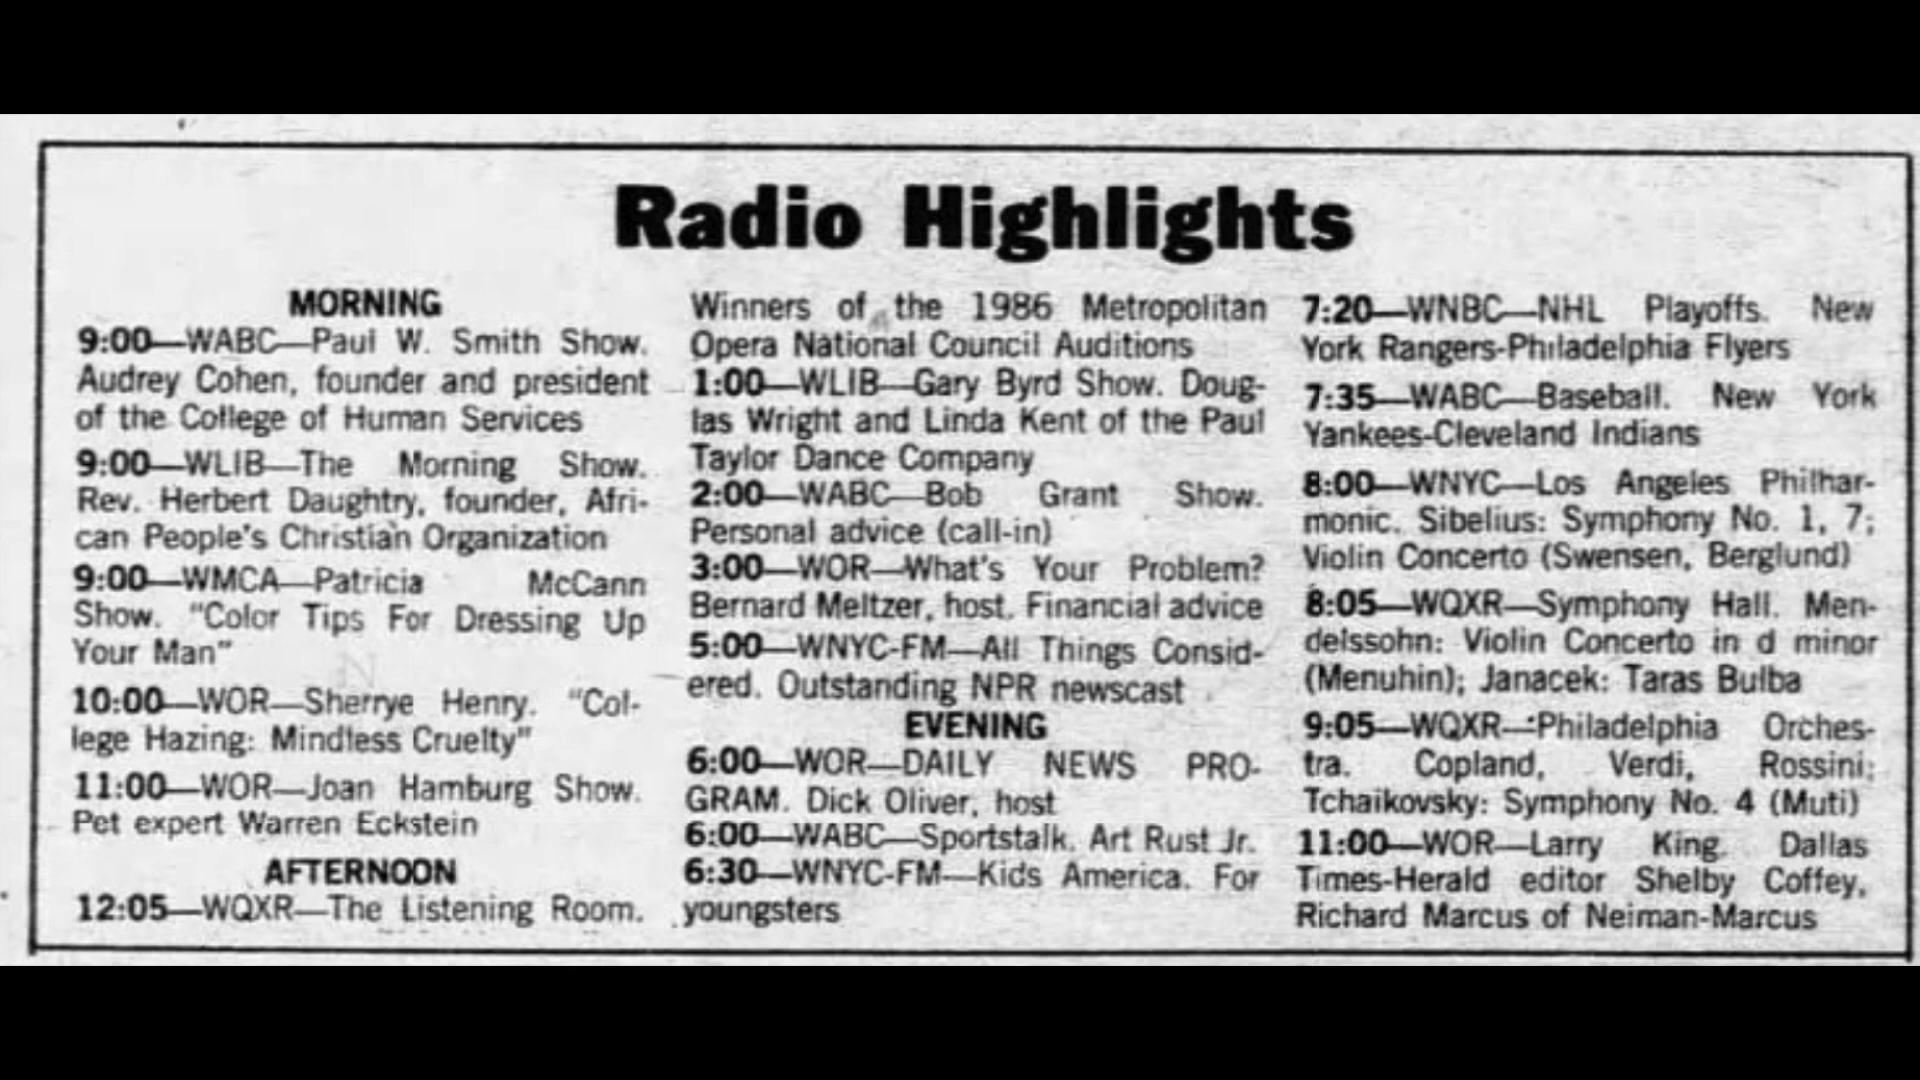 Radio Highlights
MORNING
9:00—WABC—Paul W. Smith Show.
Audrey Cohen, founder and president
of the College of Human Services
9:00—WLIB—The Morning Show.
Rev. Herbert Daughtry, founder, Afri-
can People's Christian Organization
9:00—WMCA—Patricia McCann
Show. "Color Tips For Dressing Up
Your Man"
10:00—WOR—Sherrye Henry. "Col-
lege Hazing: Mindless Cruelty"
11:00—WOR—Joan Hamburg Show.
Pet expert Warren Eckstein
AFTERNOON
12:05—WQXR—The Listening Room.
Winners of the 1986 Metropolitan
Opera National Council Auditions
1:00—WLIB—Gary Byrd Show. Doug-
las Wright and Linda Kent of the Paul
Taylor Dance Company
2:00—WABC—Bob Grant Show.
Personal advice (call-in)
3:00—WOR—What's Your Problem?
Bernard Meltzer, host. Financial advice
5:00—WNYC-FM—All Things Consid-
ered. Outstanding NPR newscast
EVENING
6:00—WOR—DAILY NEWS PRO-
GRAM. Dick Oliver, host
6:00—WABC—Sportstalk. Art Rust Jr.
6:30—WNYC-FM—Kids America. For
youngsters
7:20—WNBC—NHL Playoffs. New
York Rangers-Philadelphia Flyers
7:35—WABC—Baseball. New York
Yankees-Cleveland Indians
8:00—WNYC—Los Angeles Philhar-
monic. Sibelius: Symphony No. 1, 7;
Violin Concerto (Swensen, Berglund)
8:05—WQXR—Symphony Hall. Men-
delssohn: Violin Concerto in d minor
(Menuhin); Janacek: Taras Bulba
9:05—WQXR—Philadelphia Orches-
tra. Copland, Verdi, Rossini;
Tchaikovsky: Symphony No. 4 (Muti)
11:00—WOR—Larry King. Dallas
Times-Herald editor Shelby Coffey,
Richard Marcus of Neiman-Marcus